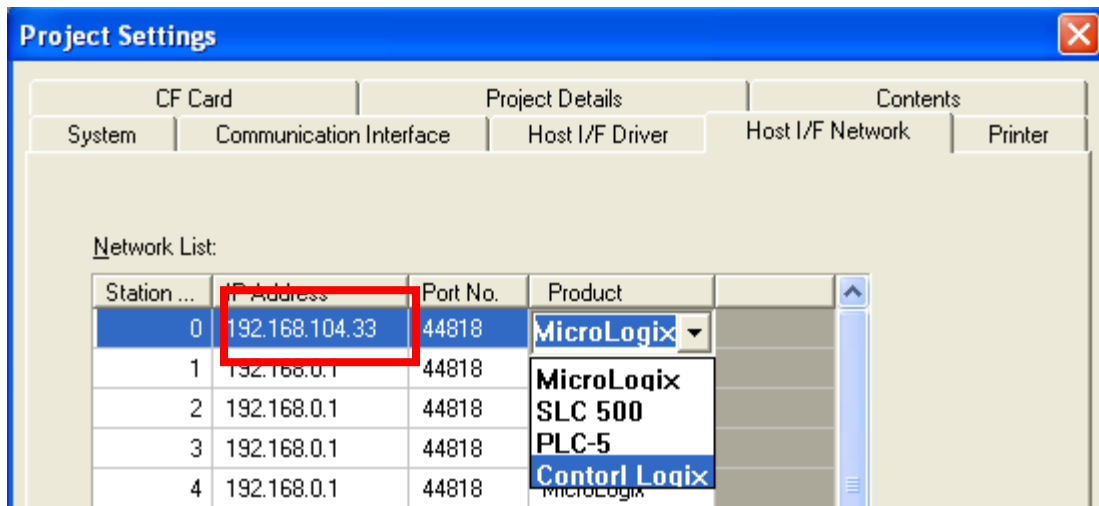 Project Settings
CF Card Project Details Contents
System Communication Interface Host I/F Driver Host I/F Network Printer
Network List:
Station ... IP Address Port No. Product
0 192.168.104.33 44818 MicroLogix
1 192.168.0.1 44818 MicroLogix
2 192.168.0.1 44818 SLC 500
3 192.168.0.1 44818 PLC-5
Contorl Logix
4 192.168.0.1 44818 MicroLogix